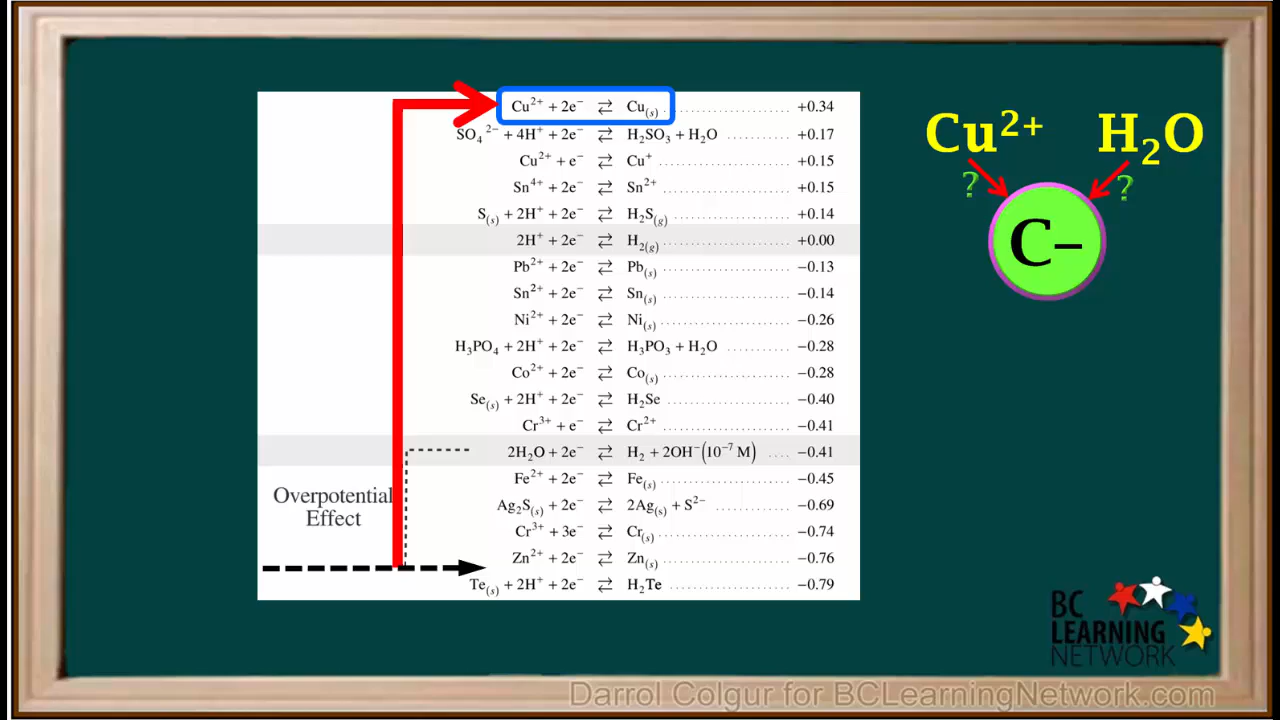 Cu²⁺ + 2e⁻ ⇄ Cu₍s₎ ........................ +0.34
SO₄²⁻ + 4H⁺ + 2e⁻ ⇄ H₂SO₃ + H₂O ........... +0.17
Cu²⁺ + e⁻ ⇄ Cu⁺ ........................ +0.15
Sn⁴⁺ + 2e⁻ ⇄ Sn²⁺ ...................... +0.15
S₍s₎ + 2H⁺ + 2e⁻ ⇄ H₂S₍g₎ ...................... +0.14
2H⁺ + 2e⁻ ⇄ H₂₍g₎ ........................ +0.00
Pb²⁺ + 2e⁻ ⇄ Pb₍s₎ ........................ −0.13
Sn²⁺ + 2e⁻ ⇄ Sn₍s₎ ........................ −0.14
Ni²⁺ + 2e⁻ ⇄ Ni₍s₎ ........................ −0.26
H₃PO₄ + 2H⁺ + 2e⁻ ⇄ H₃PO₃ + H₂O ........... −0.28
Co²⁺ + 2e⁻ ⇄ Co₍s₎ ........................ −0.28
Se₍s₎ + 2H⁺ + 2e⁻ ⇄ H₂Se ...................... −0.40
Cr³⁺ + e⁻ ⇄ Cr²⁺ ........................ −0.41
2H₂O + 2e⁻ ⇄ H₂ + 2OH⁻(10⁻⁷ M) .... −0.41
Fe²⁺ + 2e⁻ ⇄ Fe₍s₎ ........................ −0.45
Ag₂S₍s₎ + 2e⁻ ⇄ 2Ag₍s₎ + S²⁻ ............. −0.69
Cr³⁺ + 3e⁻ ⇄ Cr₍s₎ ........................ −0.74
Zn²⁺ + 2e⁻ ⇄ Zn₍s₎ ........................ −0.76
Te₍s₎ + 2H⁺ + 2e⁻ ⇄ H₂Te ...................... −0.79
Overpotential
Effect
Cu²⁺ H₂O
? ?
C–
BC
LEARNING
NETWORK
Darrol Colgur for BCLearningNetwork.com